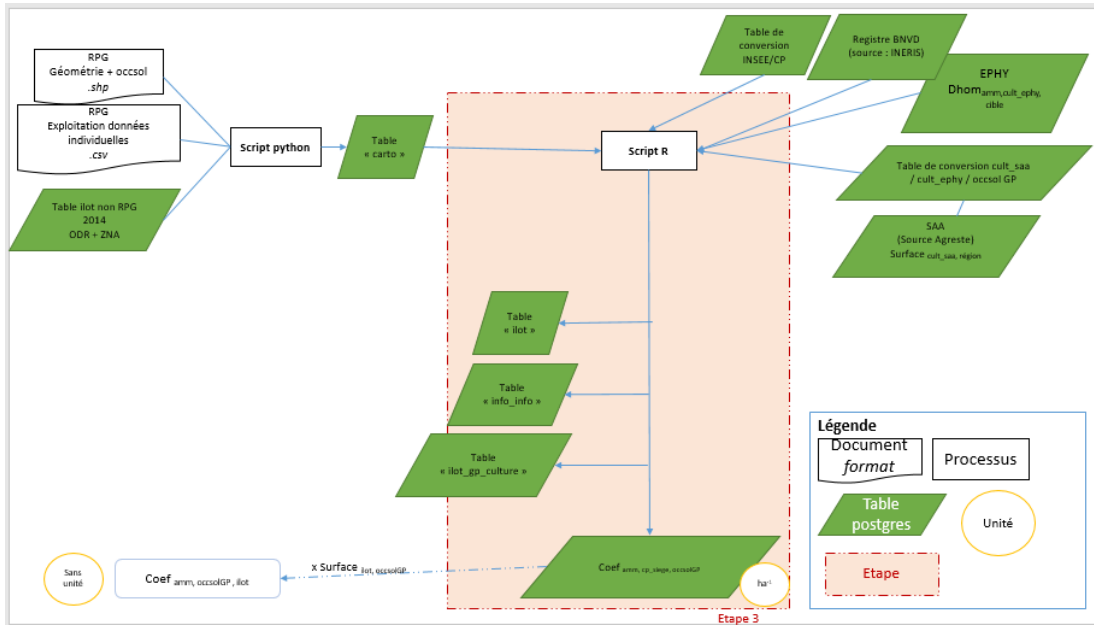 RPG
Géométrie + occsol
.shp
RPG
Exploitation données
individuelles
.csv
Table ilot non RPG
2014
ODR + ZNA
Script python
Table
« carto »
Table de
conversion
INSEE/CP
Registre BNVD
(source : INERIS)
EPHY
Dhom amm,cult_ephy,
cible
Script R
Table de conversion cult_saa
/ cult_ephy / occsol GP
SAA
(Source Agreste)
Surface cult_saa, région
Table
« ilot »
Table
« info_info »
Table
« ilot_gp_culture »
Coef amm, cp_siege, occsolGP
ha-1
Etape 3
x Surface ilot, occsolGP
Coef amm, occsolGP, ilot
Sans
unité
Légende
Document
format
Processus
Table
postgres
Unité
Etape